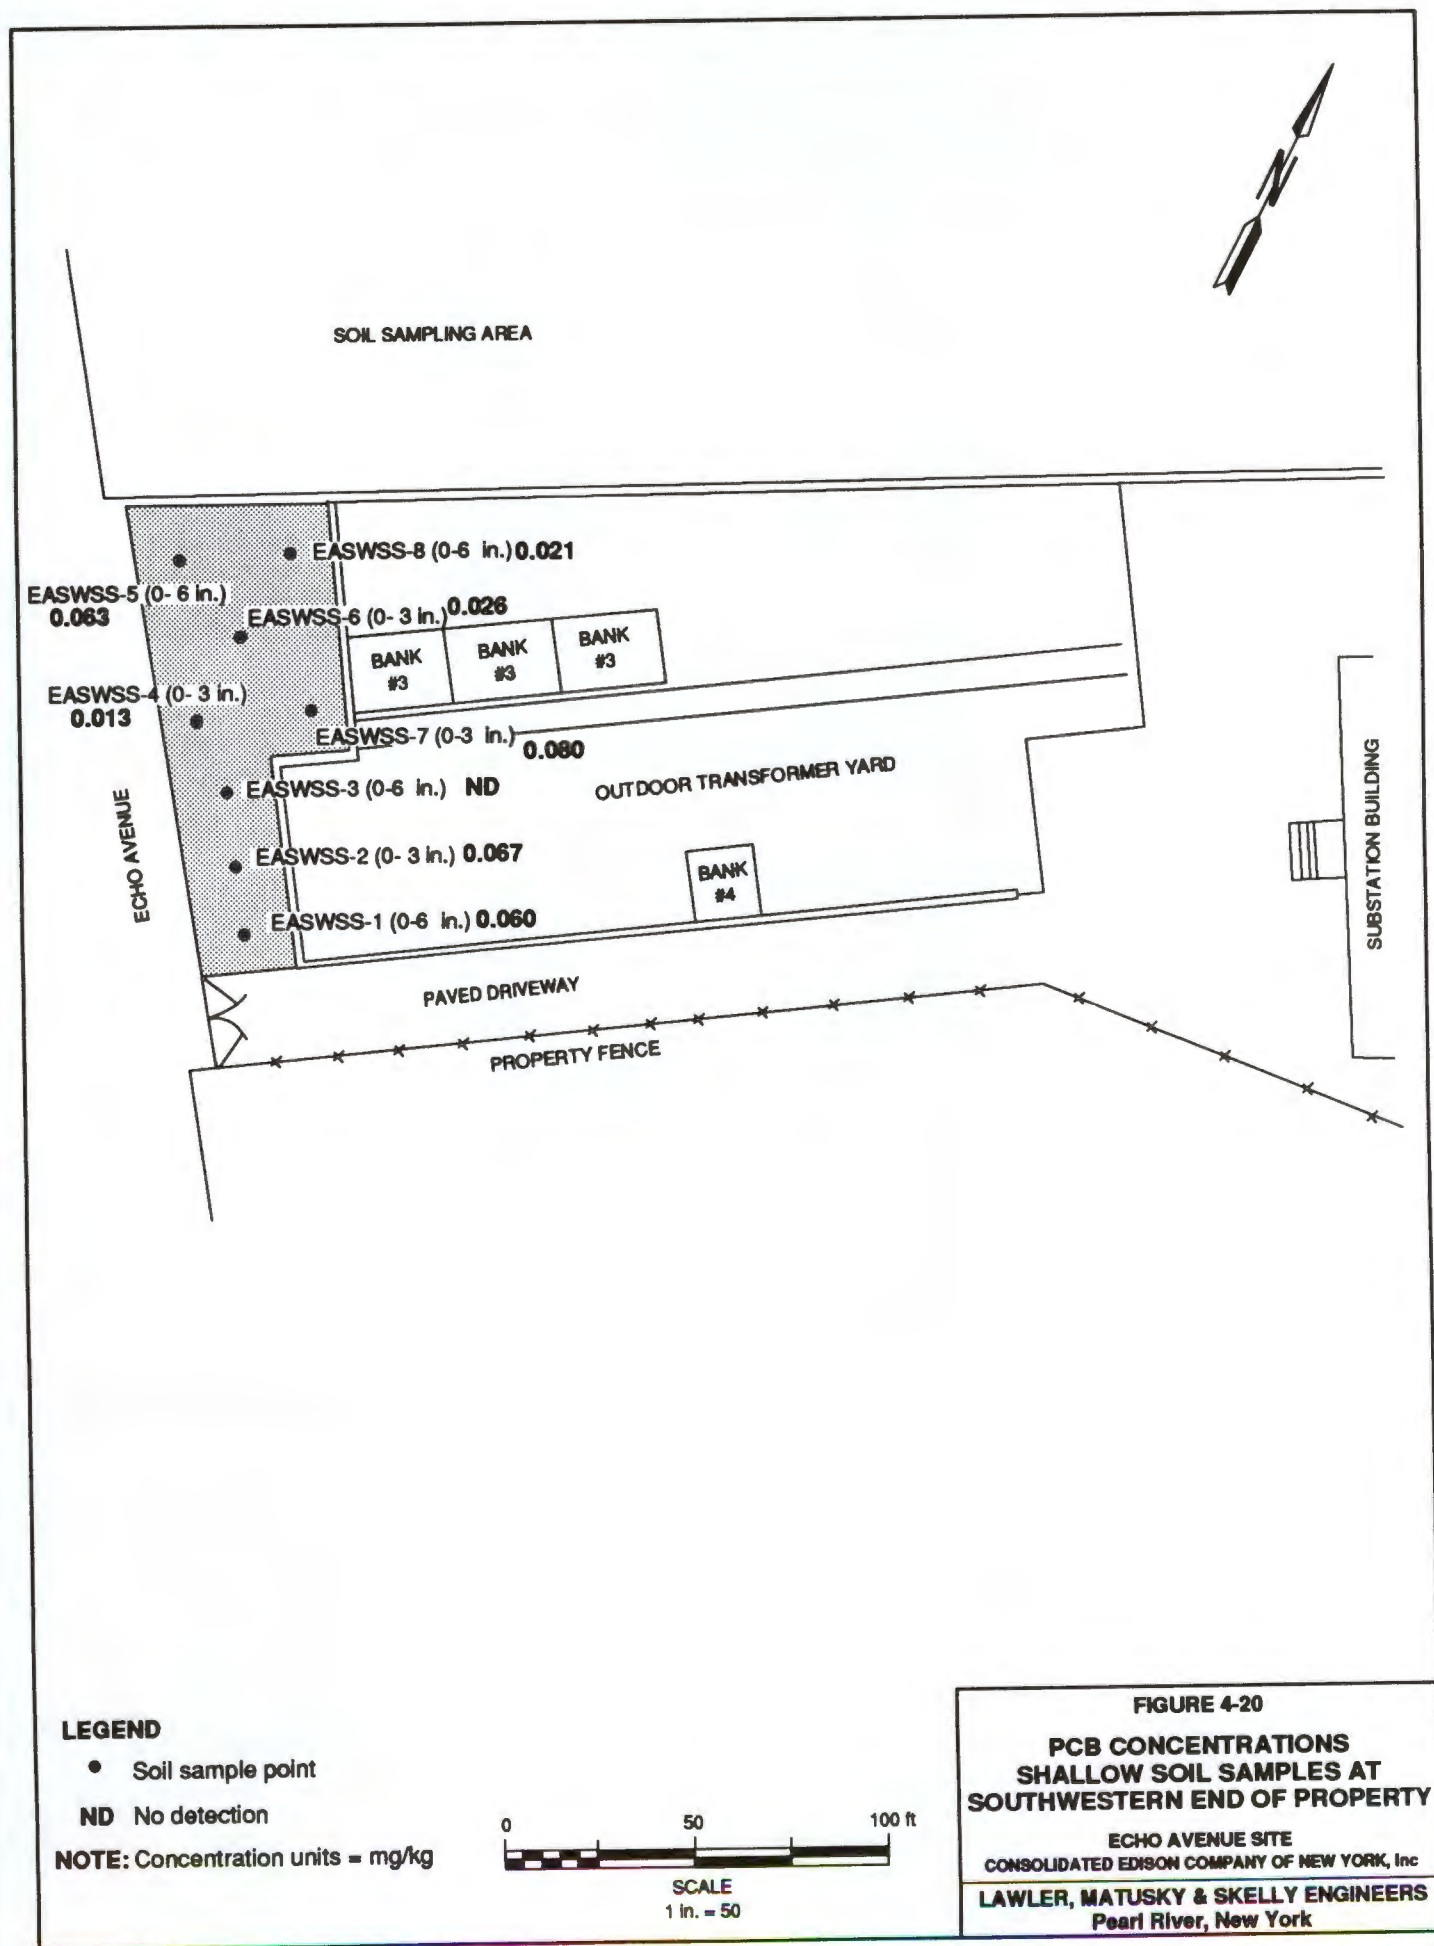 N
SOIL SAMPLING AREA
EASWSS-8 (0-6 in.) 0.021
EASWSS-5 (0- 6 in.)
0.063
EASWSS-6 (0- 3 in.) 0.026
BANK
#3
BANK
#3
BANK
#3
EASWSS-4 (0- 3 in.)
0.013
EASWSS-7 (0-3 in.) 0.080
OUTDOOR TRANSFORMER YARD
EASWSS-3 (0-6 in.) ND
EASWSS-2 (0- 3 in.) 0.067
BANK
#4
EASWSS-1 (0-6 in.) 0.060
ECHO AVENUE
SUBSTATION BUILDING
PAVED DRIVEWAY
PROPERTY FENCE
LEGEND
Soil sample point
ND No detection
NOTE: Concentration units = mg/kg
0 50 100 ft
SCALE
1 in. = 50
FIGURE 4-20
PCB CONCENTRATIONS
SHALLOW SOIL SAMPLES AT
SOUTHWESTERN END OF PROPERTY
ECHO AVENUE SITE
CONSOLIDATED EDISON COMPANY OF NEW YORK, Inc
LAWLER, MATUSKY & SKELLY ENGINEERS
Pearl River, New York